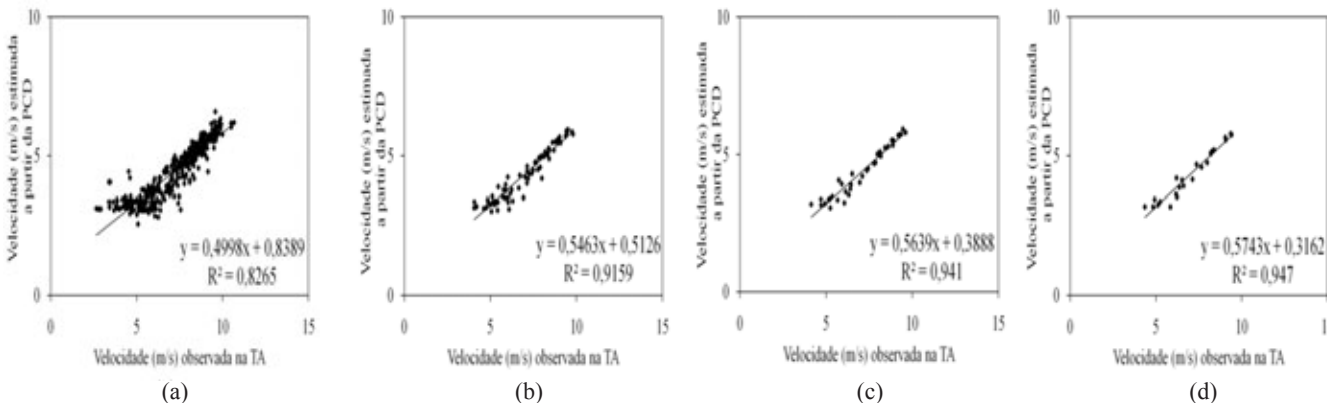 10
5
0
Velocidade (m/s) estimada
a partir da PCD
y = 0,4998x + 0,8389
R² = 0,8265
0 5 10 15
Velocidade (m/s) observada na TA
(a)
10
5
0
Velocidade (m/s) estimada
a partir da PCD
y = 0,5463x + 0,5126
R² = 0,9159
0 5 10 15
Velocidade (m/s) observada na TA
(b)
10
5
0
Velocidade (m/s) estimada
a partir da PCD
y = 0,5639x + 0,3888
R² = 0,941
0 5 10 15
Velocidade (m/s) observada na TA
(c)
10
5
0
Velocidade (m/s) estimada
a partir da PCD
y = 0,5743x + 0,3162
R² = 0,947
0 5 10 15
Velocidade (m/s) observada na TA
(d)